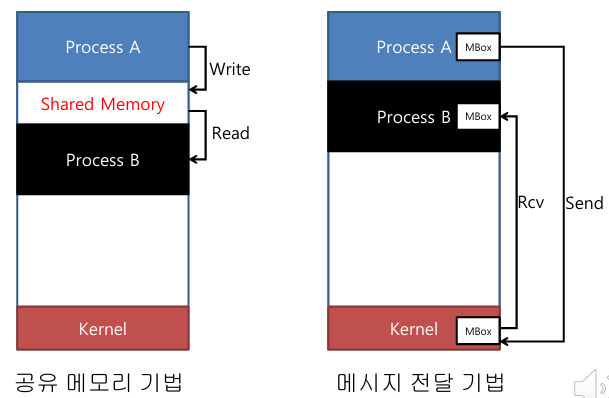 Process A
Write
Shared Memory
Read
Process B
Kernel
공유 메모리 기법
Process A
MBox
Process B
MBox
Rcv
Send
Kernel
MBox
메시지 전달 기법